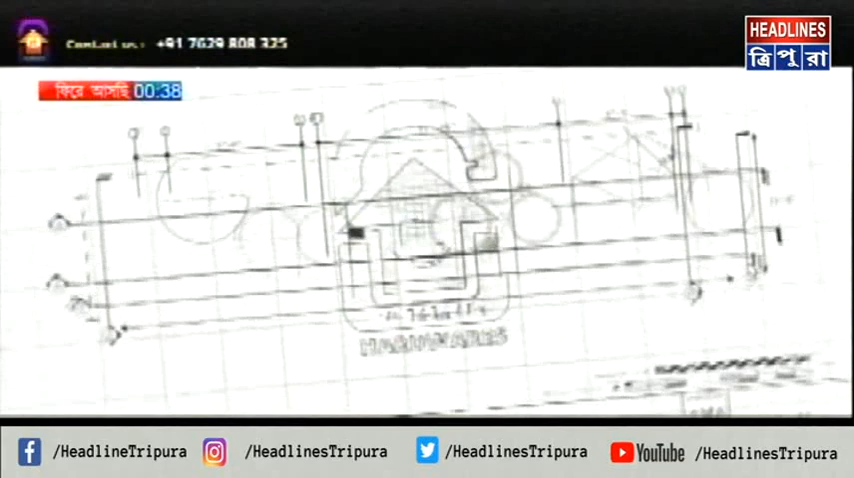 Contact us: +91 7629 808 325
HEADLINES
ত্রিপুরা
ফিরে আসছি 00:38
HARDWARES
/HeadlineTripura
/HeadlinesTripura
/HeadlinesTripura
YouTube /HeadlinesTripura